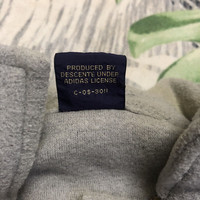 PRODUCED BY
DESCENTE UNDER
ADIDAS LICENSE
C-05-3011